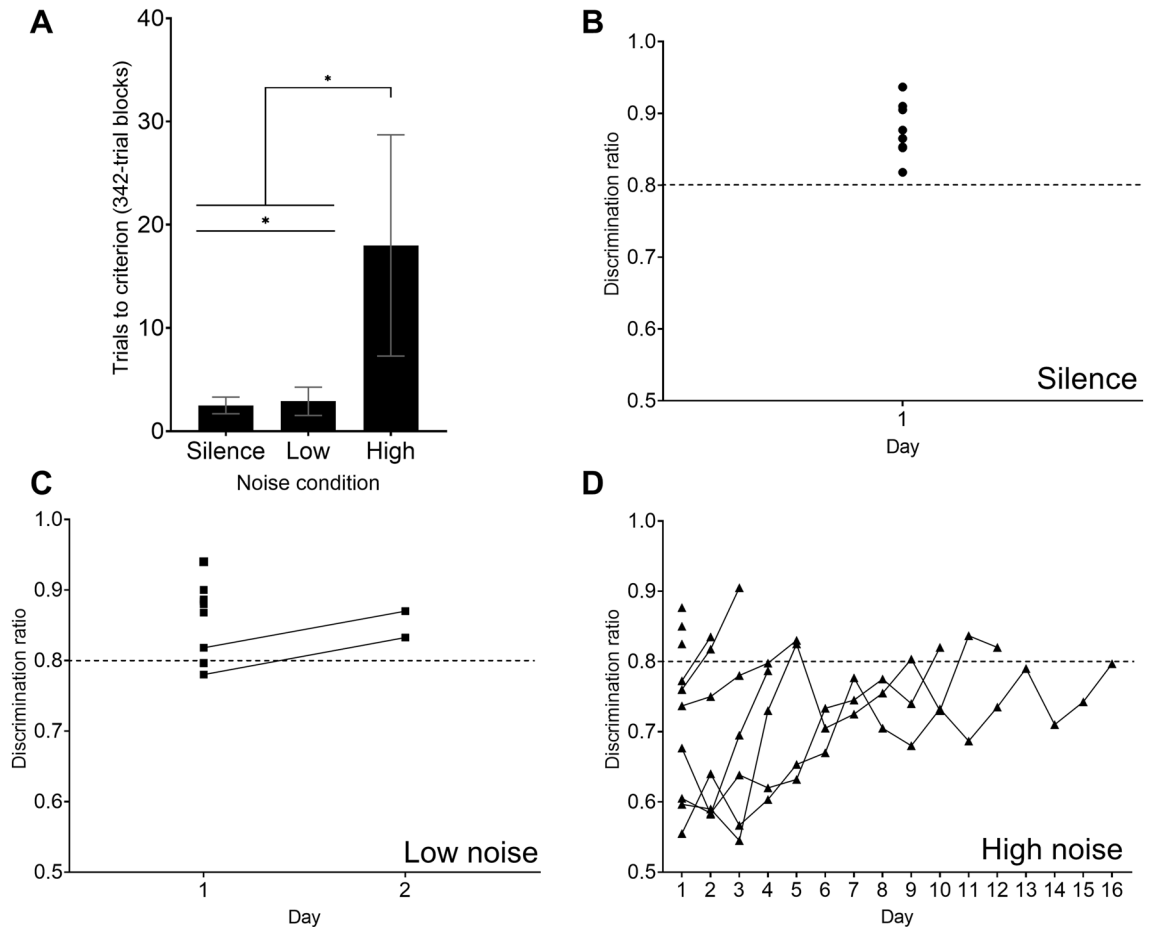 A
Trials to criterion (342-trial blocks)
40
30
20
10
0
*
*
Silence Low High
Noise condition
B
Discrimination ratio
1.0
0.9
0.8
0.7
0.6
0.5
Silence
1
Day
C
Discrimination ratio
1.0
0.9
0.8
0.7
0.6
0.5
Low noise
1 2
Day
D
Discrimination ratio
1.0
0.9
0.8
0.7
0.6
0.5
High noise
1 2 3 4 5 6 7 8 9 10 11 12 13 14 15 16
Day